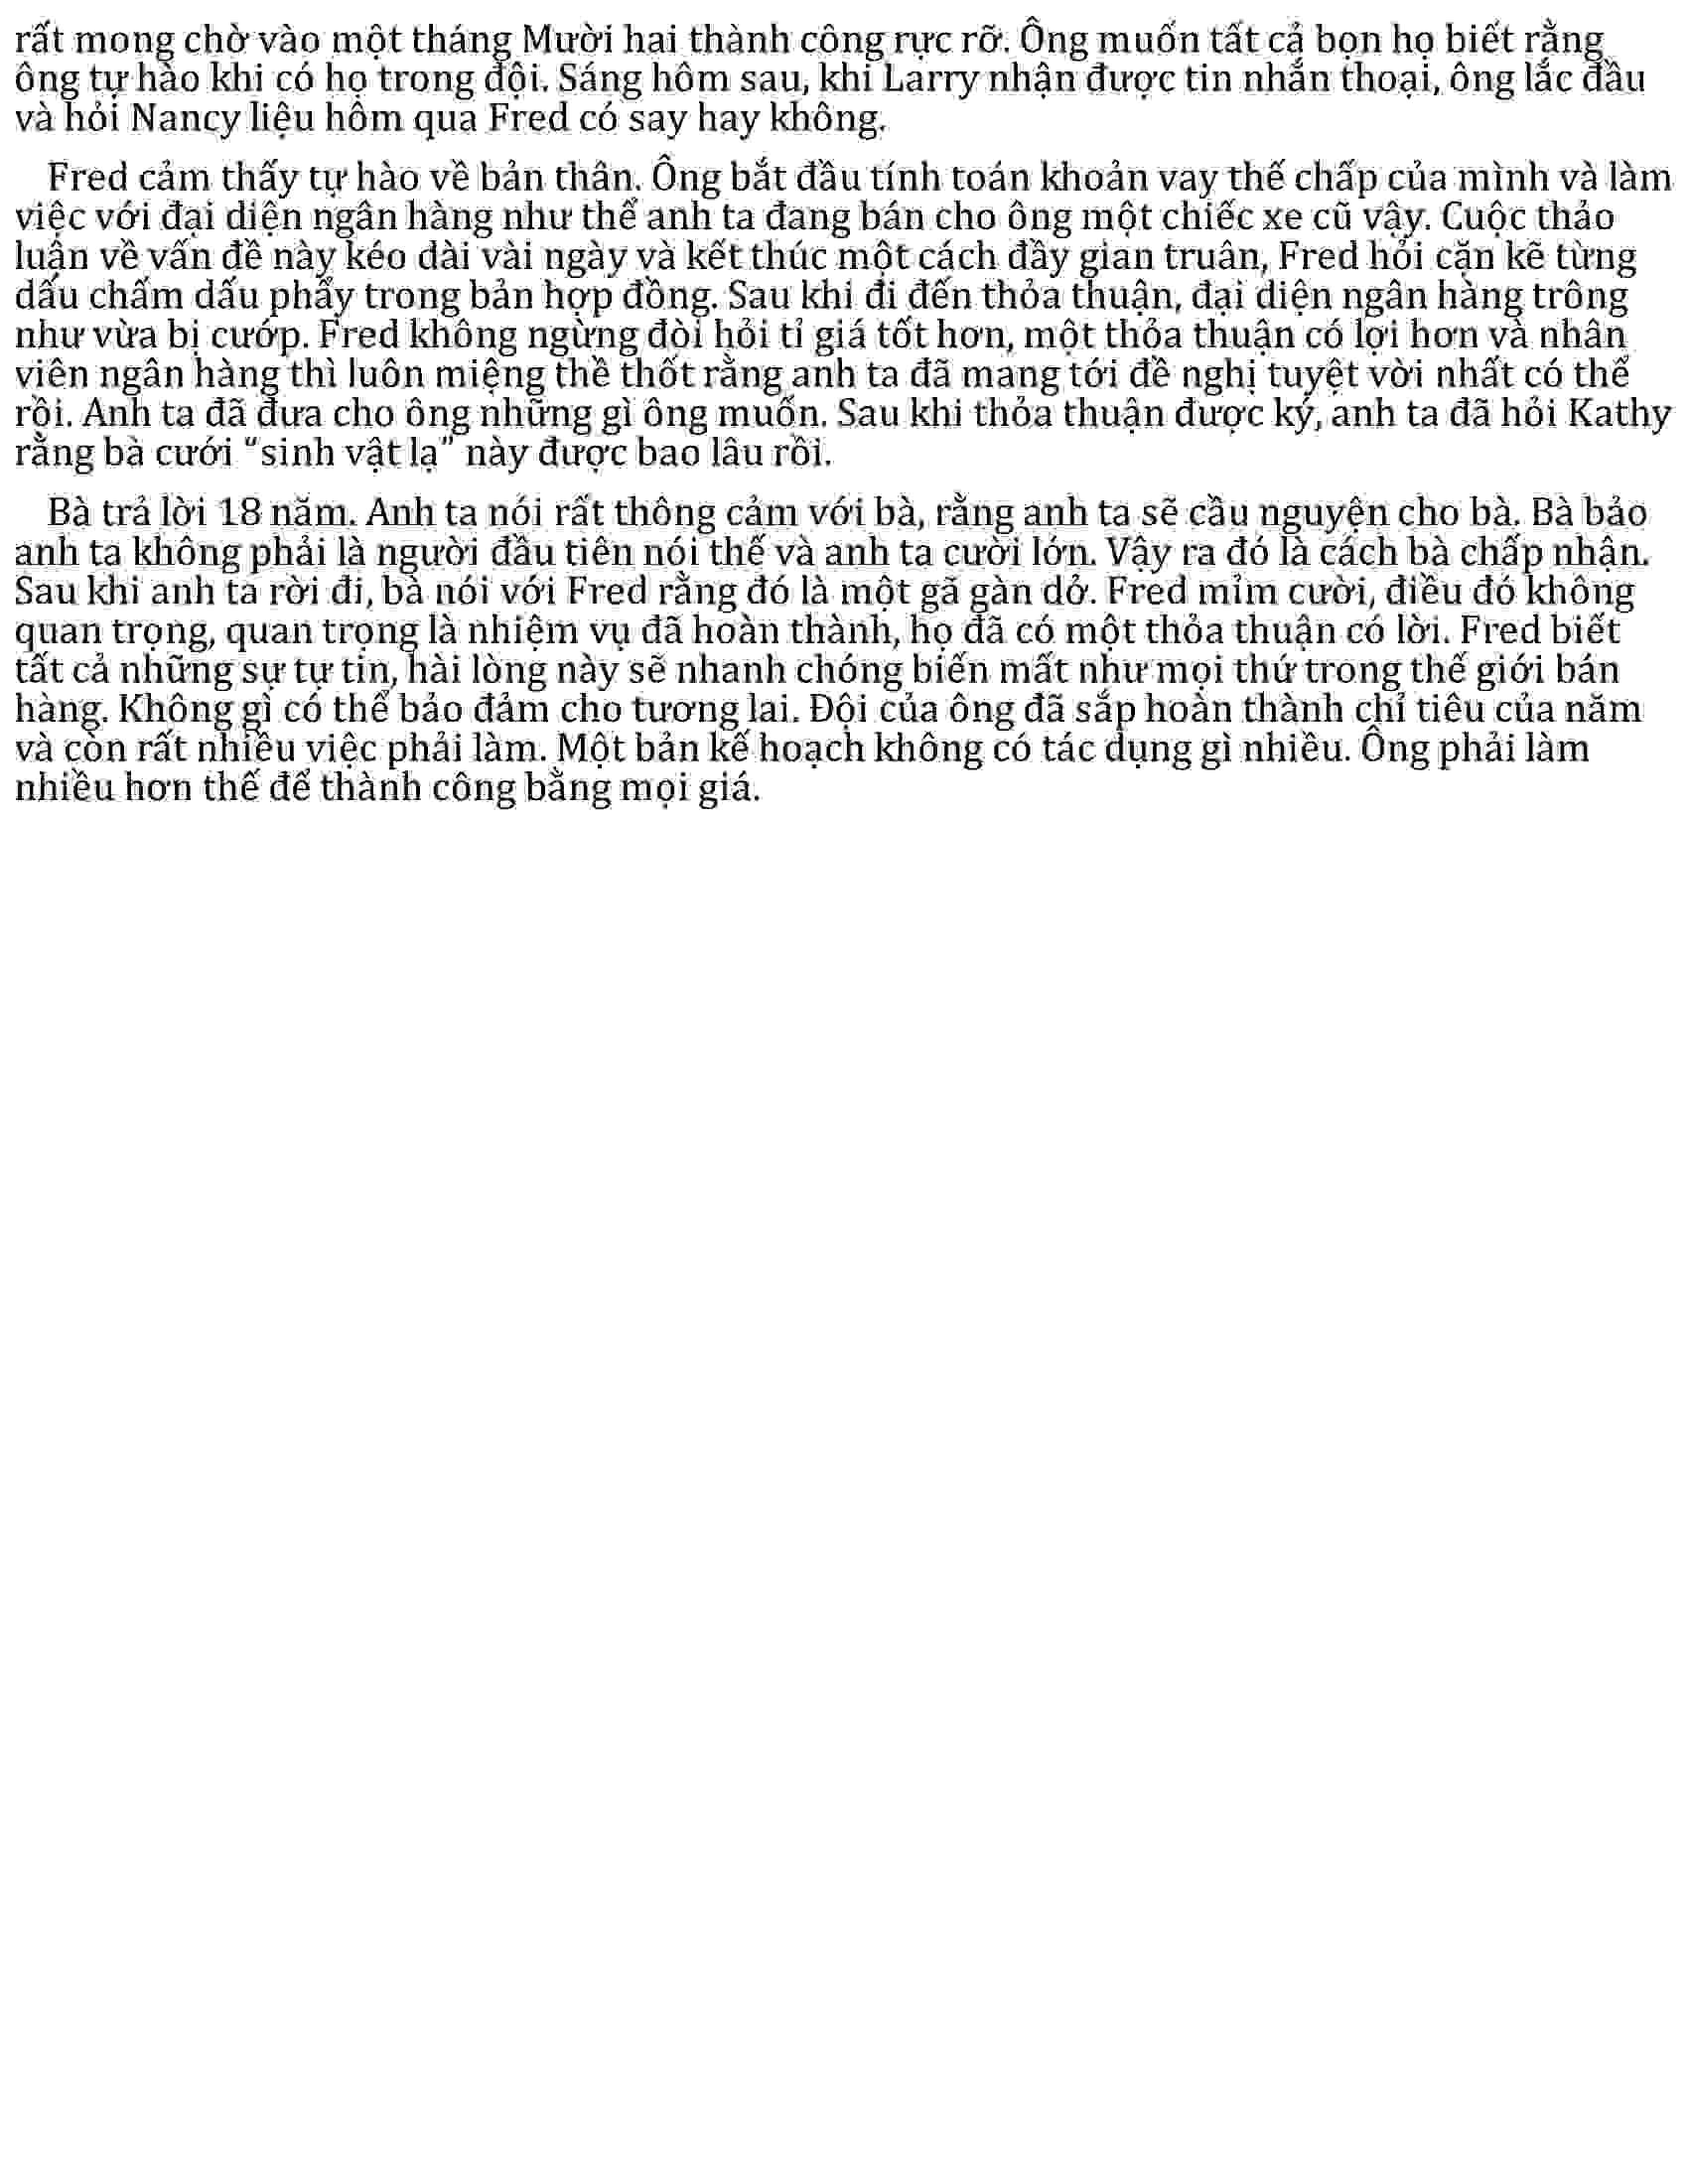 rất mong chờ vào một tháng Mười hai thành công rực rỡ. Ông muốn tất cả bọn họ biết rằng
ông tự hào khi có họ trong đội. Sáng hôm sau, khi Larry nhận được tin nhắn thoại, ông lắc đầu
và hỏi Nancy liệu hôm qua Fred có say hay không.
Fred cảm thấy tự hào về bản thân. Ông bắt đầu tính toán khoản vay thế chấp của mình và làm
việc với đại diện ngân hàng như thể anh ta đang bán cho ông một chiếc xe cũ vậy. Cuộc thảo
luận về vấn đề này kéo dài vài ngày và kết thúc một cách đầy gian truân, Fred hỏi cặn kẽ từng
dấu chấm dấu phẩy trong bản hợp đồng. Sau khi đi đến thỏa thuận, đại diện ngân hàng trông
như vừa bị cướp. Fred không ngừng đòi hỏi tỉ giá tốt hơn, một thỏa thuận có lợi hơn và nhân
viên ngân hàng thì luôn miệng thề thốt rằng anh ta đã mang tới đề nghị tuyệt vời nhất có thể
rồi. Anh ta đã đưa cho ông những gì ông muốn. Sau khi thỏa thuận được ký, anh ta đã hỏi Kathy
rằng bà cưới “sinh vật lạ” này được bao lâu rồi.
Bà trả lời 18 năm. Anh ta nói rất thông cảm với bà, rằng anh ta sẽ cầu nguyện cho bà. Bà bảo
anh ta không phải là người đầu tiên nói thế và anh ta cười lớn. Vậy ra đó là cách bà chấp nhận.
Sau khi anh ta rời đi, bà nói với Fred rằng đó là một gã gàn dở. Fred mỉm cười, điều đó không
quan trọng, quan trọng là nhiệm vụ đã hoàn thành, họ đã có một thỏa thuận có lời. Fred biết
tất cả những sự tự tin, hài lòng này sẽ nhanh chóng biến mất như mọi thứ trong thế giới bán
hàng. Không gì có thể bảo đảm cho tương lai. Đội của ông đã sắp hoàn thành chỉ tiêu của năm
và còn rất nhiều việc phải làm. Một bản kế hoạch không có tác dụng gì nhiều. Ông phải làm
nhiều hơn thế để thành công bằng mọi giá.